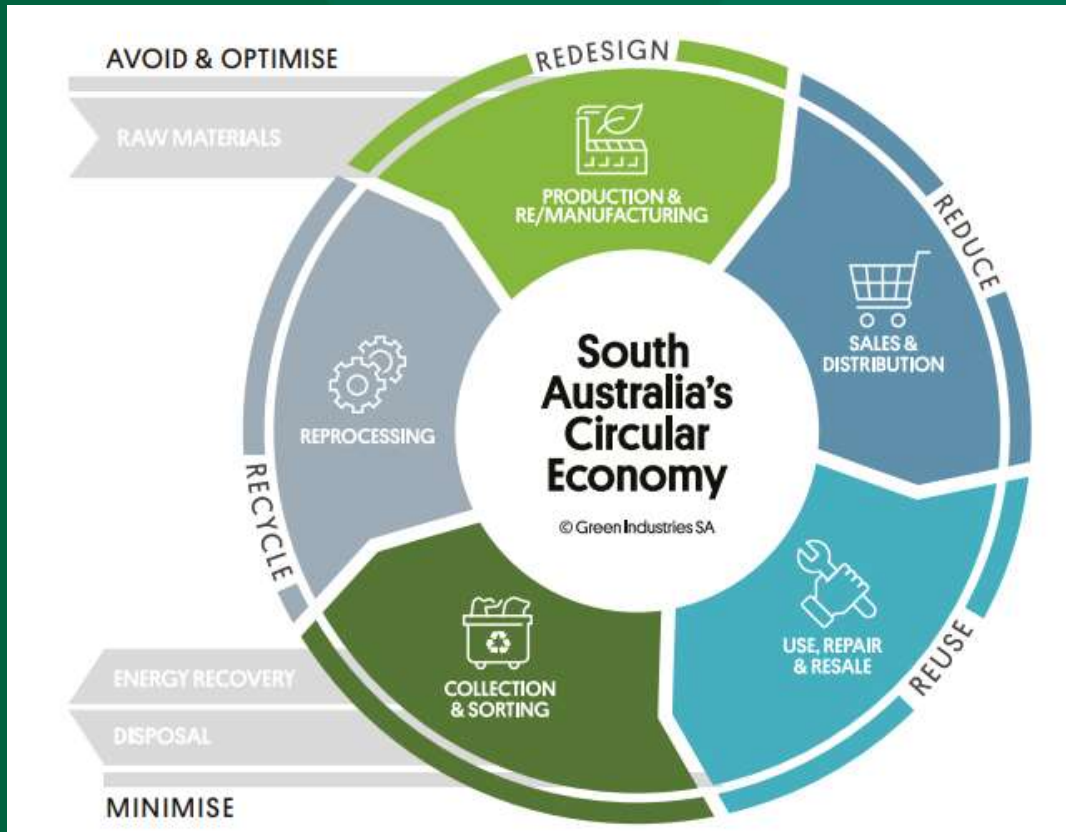 AVOID & OPTIMISE
RAW MATERIALS
REDESIGN
PRODUCTION &
RE/MANUFACTURING
REDUCE
SALES &
DISTRIBUTION
South
Australia's
Circular
Economy
© Green Industries SA
REPROCESSING
RECYCLE
USE, REPAIR
& RESALE
REUSE
COLLECTION
& SORTING
ENERGY RECOVERY
DISPOSAL
MINIMISE